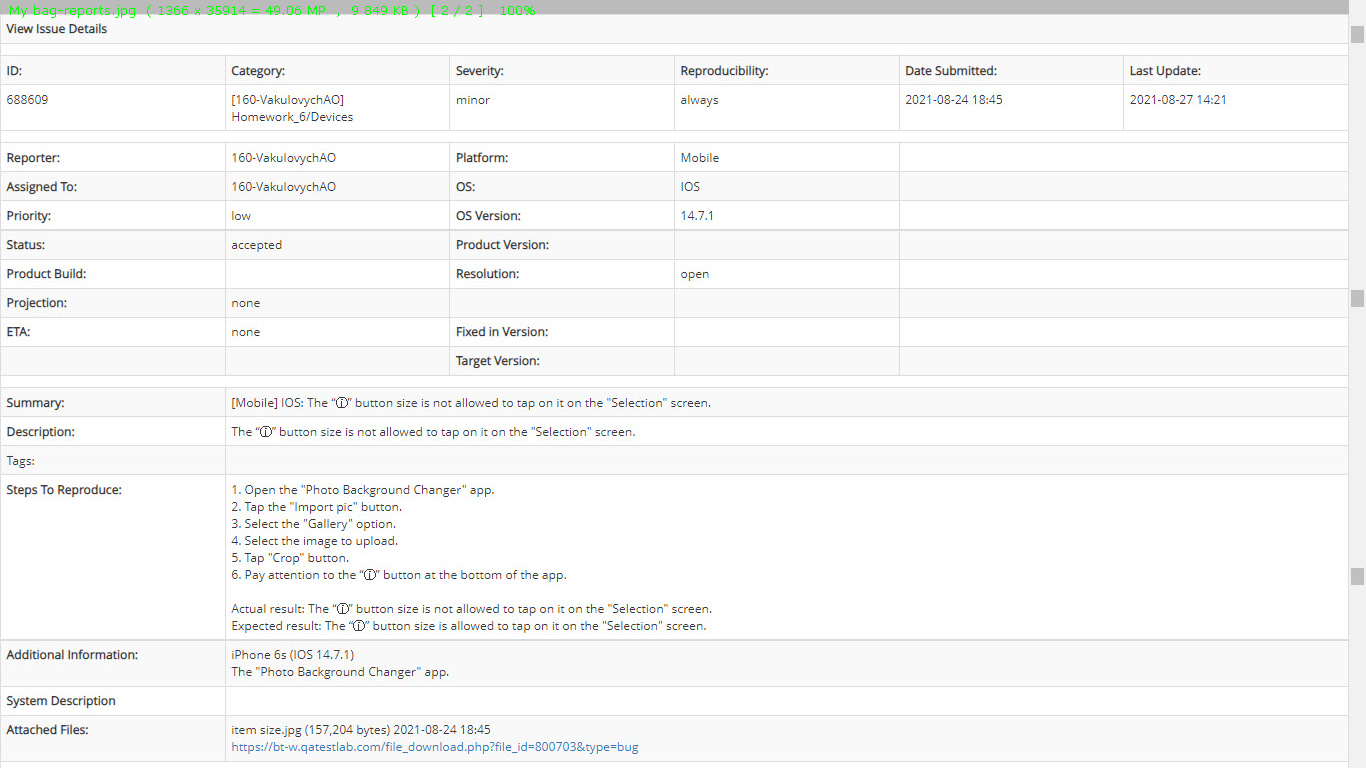 My bag-reports.jpg ( 1366 x 35914 = 49.06 MP , 9 849 KB ) [ 2 / 2 ] 100%
View Issue Details
ID: Category: Severity: Reproducibility: Date Submitted: Last Update:
688609 [160-VakulovychAO] minor always 2021-08-24 18:45 2021-08-27 14:21
Homework_6/Devices
Reporter: 160-VakulovychAO Platform: Mobile
Assigned To: 160-VakulovychAO OS: IOS
Priority: low OS Version: 14.7.1
Status: accepted Product Version:
Product Build: Resolution: open
Projection: none
ETA: none Fixed in Version:
Target Version:
Summary: [Mobile] IOS: The “ⓘ” button size is not allowed to tap on it on the "Selection" screen.
Description: The “ⓘ” button size is not allowed to tap on it on the "Selection" screen.
Tags:
Steps To Reproduce: 1. Open the "Photo Background Changer" app.
2. Tap the "Import pic" button.
3. Select the "Gallery" option.
4. Select the image to upload.
5. Tap "Crop" button.
6. Pay attention to the “ⓘ” button at the bottom of the app.
Actual result: The “ⓘ” button size is not allowed to tap on it on the "Selection" screen.
Expected result: The “ⓘ” button size is allowed to tap on it on the "Selection" screen.
Additional Information: iPhone 6s (IOS 14.7.1)
The "Photo Background Changer" app.
System Description
Attached Files: item size.jpg (157,204 bytes) 2021-08-24 18:45
https://bt-w.qatestlab.com/file_download.php?file_id=800703&type=bug